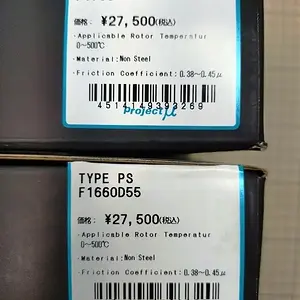 価格: ¥27,500(税込)
·Applicable Rotor Temperatur
0~500℃
·Material:Non Steel
·Friction Coefficient:0.38~0.45μ
4514149393269
Project μ
TYPE PS
F1660D55
価格: ¥27,500(税込)
·Applicable Rotor Temperatur
0~500℃
·Material:Non Steel
·Friction Coefficient:0.38~0.45μ